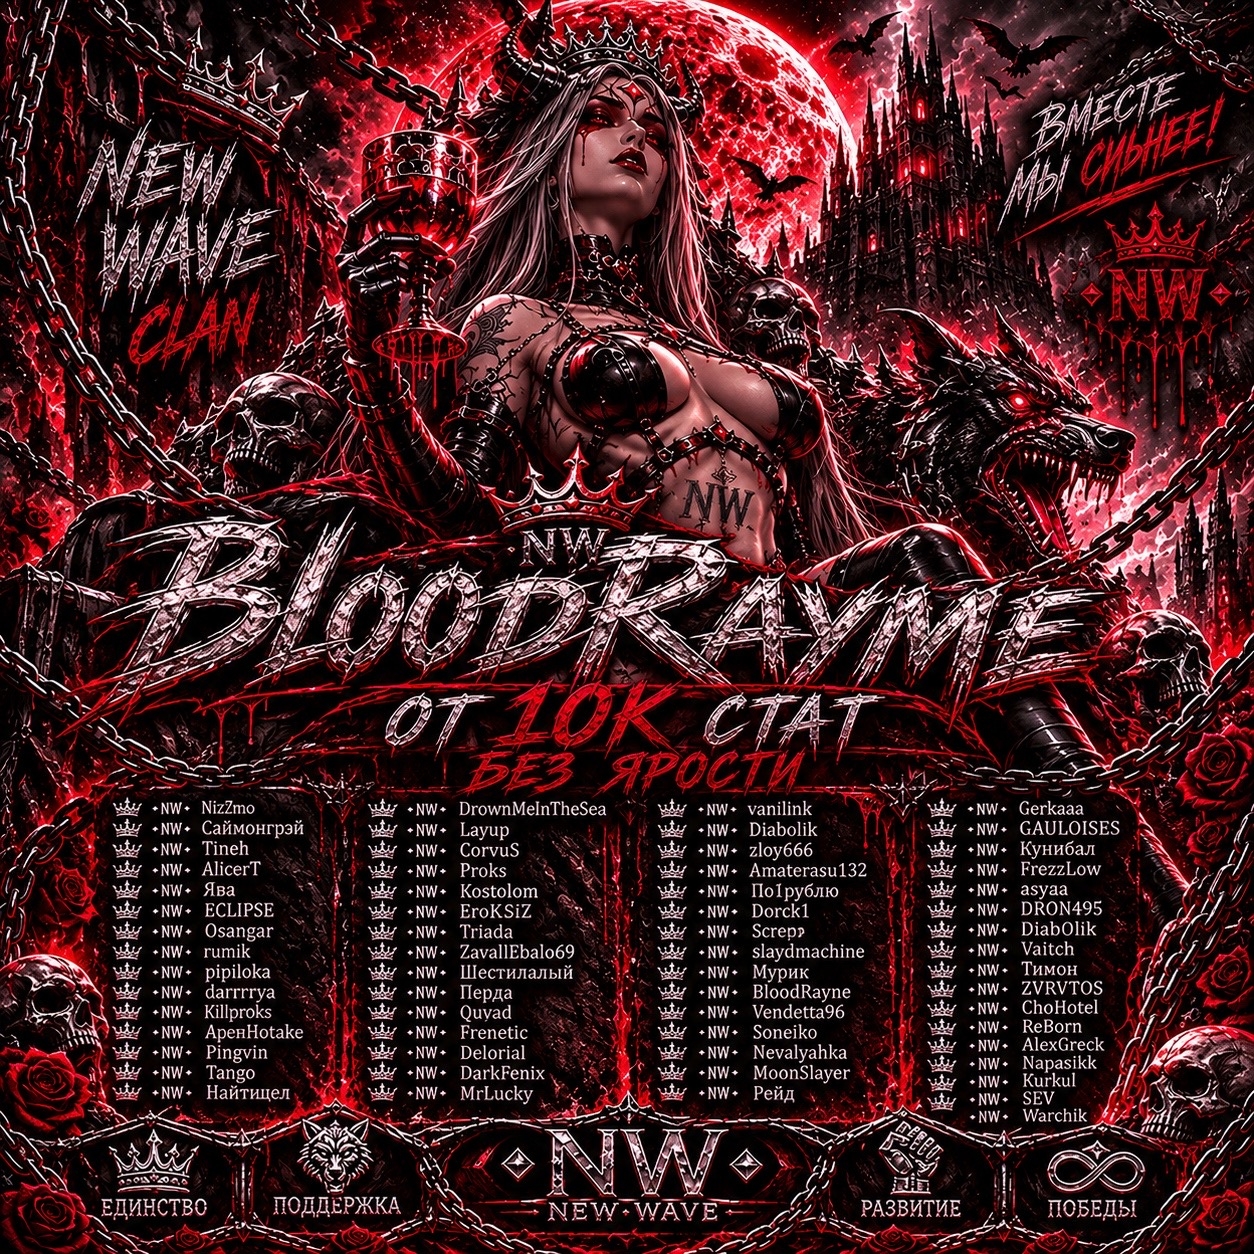 NEW
WAVE
CLAN
ВМЕСТЕ
МЫ СИЬНЕЕ!
NW
NW
NW
BLOODRAYME
ОТ 10К СТАТ
БЕЗ ЯРОСТИ
•NW• NizZmo
•NW• Саймонгрэй
•NW• Tineh
•NW• AlicerT
•NW• Ява
•NW• ECLIPSE
•NW• Osangar
•NW• rumik
•NW• pipiloka
•NW• darrrrya
•NW• Killproks
•NW• АренHotake
•NW• Pingvin
•NW• Tango
•NW• Найтицел
•NW• DrownMeInTheSea
•NW• Layup
•NW• CorvuS
•NW• Proks
•NW• Kostolom
•NW• EroKSiZ
•NW• Triada
•NW• ZavallEbalo69
•NW• Шестилалый
•NW• Перда
•NW• Quyad
•NW• Frenetic
•NW• Delorial
•NW• DarkFenix
•NW• MrLucky
•NW• vanilink
•NW• Diabolik
•NW• zloy666
•NW• Amaterasu132
•NW• По1рублю
•NW• Dorck1
•NW•
•NW• slaydmachine
•NW• Мурик
•NW• BloodRayne
•NW• Vendetta96
•NW• Soneiko
•NW• Nevalyahka
•NW• MoonSlayer
•NW• Рейд
•NW• Gerkaaa
•NW• GAULOISES
•NW• Кунибал
•NW• FrezzLow
•NW• asyaa
•NW• DRON495
•NW• DiabOlik
•NW• Vaitch
•NW• Тимон
•NW• ZVRVTOS
•NW• ChoHotel
•NW• ReBorn
•NW• AlexGreck
•NW• Napasikk
•NW• Kurkul
•NW• SEV
•NW• Warchik
ЕДИНСТВО
ПОДДЕРЖКА
NW
NEW WAVE
РАЗВИТИЕ
ПОБЕДЫ